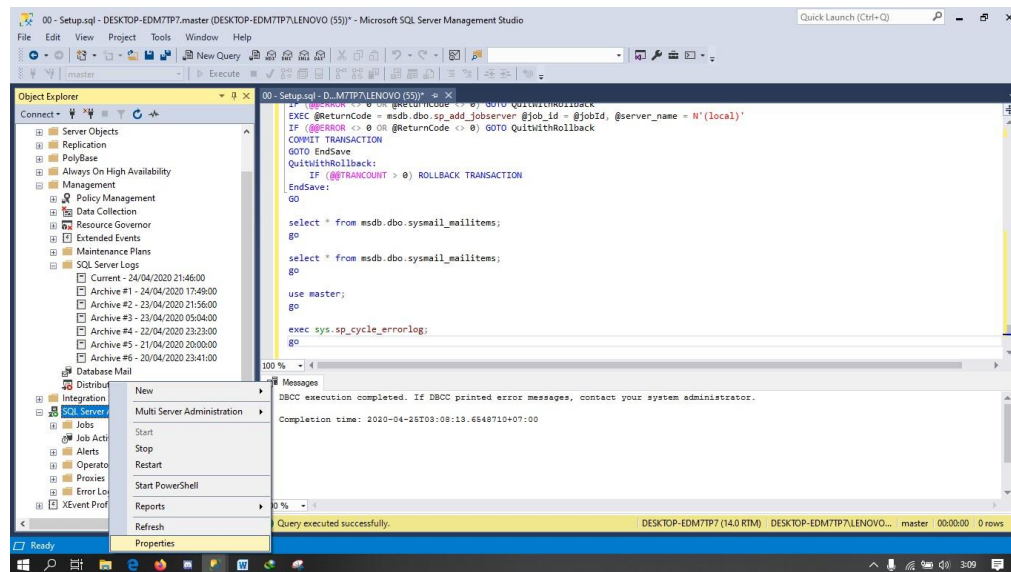 00 - Setup.sql - DESKTOP-EDM7TP7.master (DESKTOP-EDM7TP7\LENOVO (55))* - Microsoft SQL Server Management Studio
Quick Launch (Ctrl+Q)
File Edit View Project Tools Window Help
New Query
master
Execute
Object Explorer
Connect
Server Objects
Replication
PolyBase
Always On High Availability
Management
Policy Management
Data Collection
Resource Governor
Extended Events
Maintenance Plans
SQL Server Logs
Current - 24/04/2020 21:46:00
Archive #1 - 24/04/2020 17:49:00
Archive #2 - 23/04/2020 21:56:00
Archive #3 - 23/04/2020 05:04:00
Archive #4 - 22/04/2020 23:23:00
Archive #5 - 21/04/2020 20:00:00
Archive #6 - 20/04/2020 23:41:00
Database Mail
Distribut
Integration
SQL Server A
Jobs
Job Acti
Alerts
Operato
Proxies
Error Lo
XEvent Prof
New
Multi Server Administration
Start
Stop
Restart
Start PowerShell
Reports
Refresh
Properties
00 - Setup.sql - D...M7TP7\LENOVO (55))*
IF (@@ERROR <> 0 OR @ReturnCode <> 0) GOTO QuitWithRollback
EXEC @ReturnCode = msdb.dbo.sp_add_jobserver @job_id = @jobId, @server_name = N'(local)'
IF (@@ERROR <> 0 OR @ReturnCode <> 0) GOTO QuitWithRollback
COMMIT TRANSACTION
GOTO EndSave
QuitWithRollback:
IF (@@TRANCOUNT > 0) ROLLBACK TRANSACTION
EndSave:
GO
select * from msdb.dbo.sysmail_mailitems;
go
select * from msdb.dbo.sysmail_mailitems;
go
use master;
go
exec sys.sp_cycle_errorlog;
go
100 %
Messages
DBCC execution completed. If DBCC printed error messages, contact your system administrator.
Completion time: 2020-04-25T03:08:13.6548710+07:00
00 %
Query executed successfully.
DESKTOP-EDM7TP7 (14.0 RTM) DESKTOP-EDM7TP7\LENOVO... master 00:00:00 0 rows
Ready
3:09